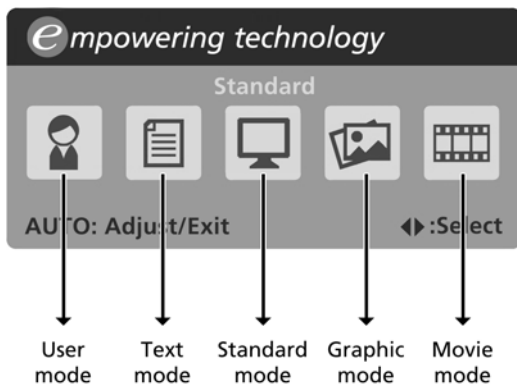 empowering technology
Standard
AUTO: Adjust/Exit ◀▶:Select
User mode
Text mode
Standard mode
Graphic mode
Movie mode